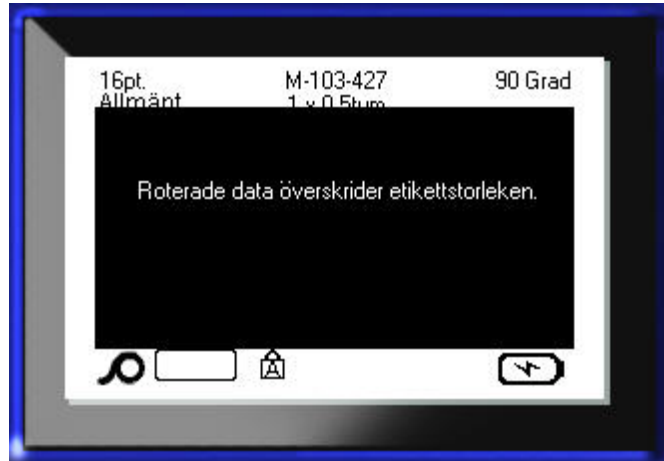 16pt. M-103-427 90 Grad
Allmänt 1 x 0.5tum
Roterade data överskrider etikettstorleken.
A